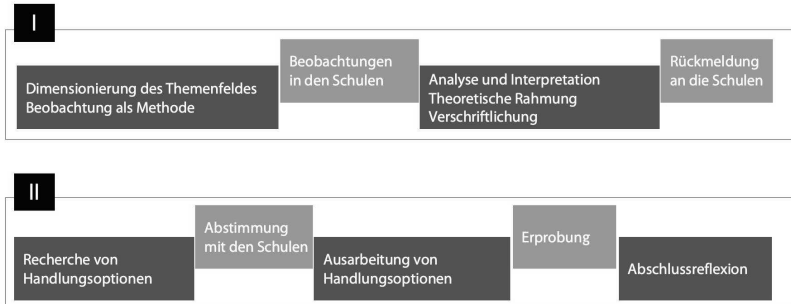 I
Dimensionierung des Themenfeldes
Beobachtung als Methode
Beobachtungen
in den Schulen
Analyse und Interpretation
Theoretische Rahmung
Verschriftlichung
Rückmeldung
an die Schulen
II
Recherche von
Handlungsoptionen
Abstimmung
mit den Schulen
Ausarbeitung von
Handlungsoptionen
Erprobung
Abschlussreflexion